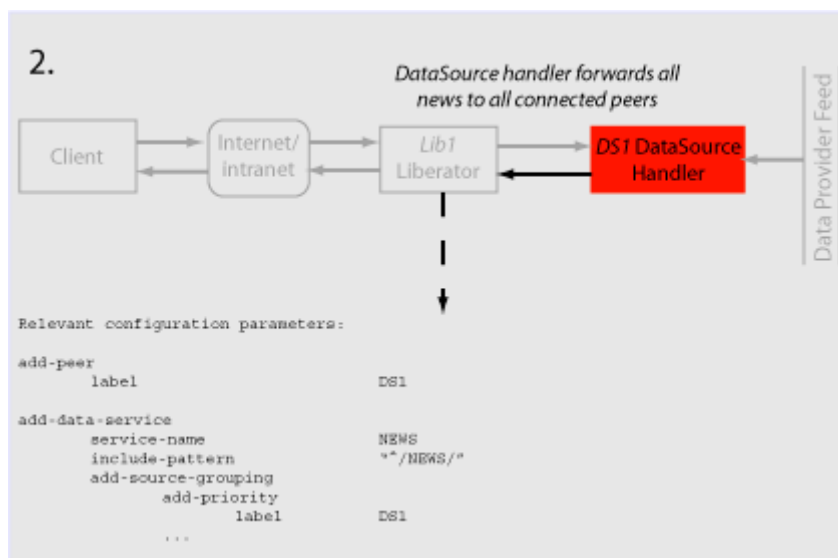 2.
DataSource handler forwards all
news to all connected peers
Client
Internet/
intranet
Lib1
Liberator
DS1 DataSource
Handler
Data Provider Feed
Relevant configuration parameters:
add-peer
label DS1
add-data-service
service-name NEWS
include-pattern "^/NEWS/"
add-source-grouping
add-priority
label DS1
...